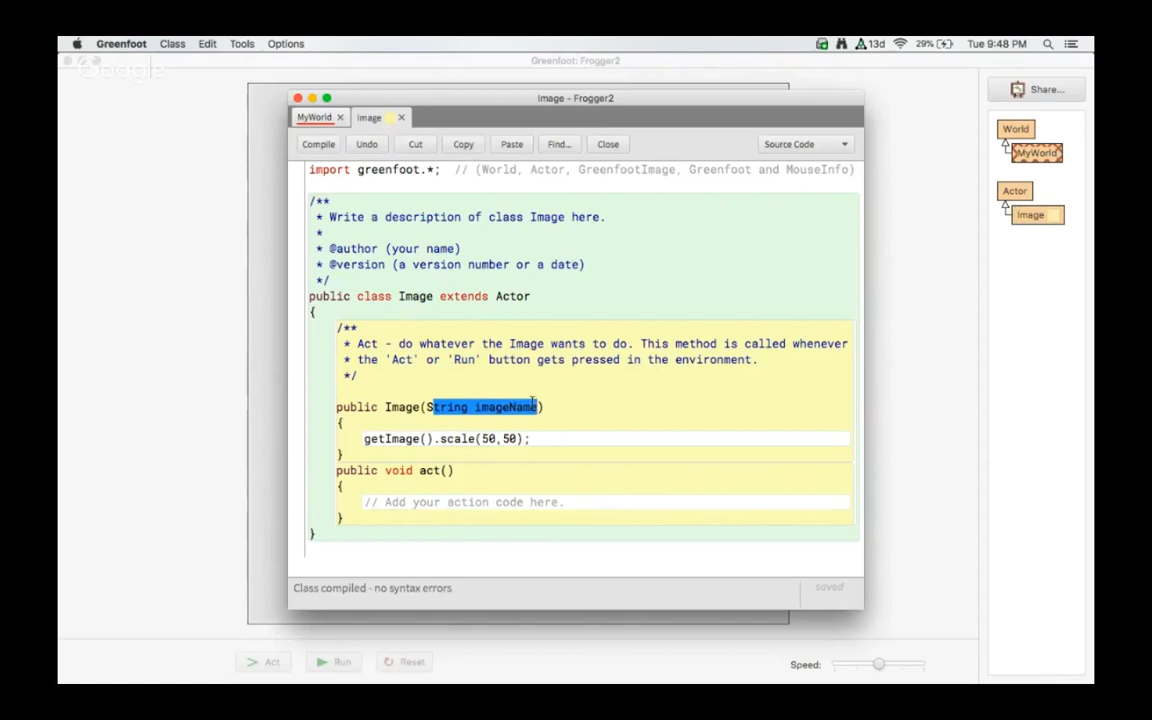 Greenfoot Class Edit Tools Options 13d 29% Tue 9:48 PM
Greenfoot: Frogger2
Google
Share...
Image - Frogger2
MyWorld Image
Compile Undo Cut Copy Paste Find... Close Source Code
World
MyWorld
Actor
Image
import greenfoot.*; // (World, Actor, GreenfootImage, Greenfoot and MouseInfo)
/**
* Write a description of class Image here.
*
* @author (your name)
* @version (a version number or a date)
*/
public class Image extends Actor
{
/**
* Act - do whatever the Image wants to do. This method is called whenever
* the 'Act' or 'Run' button gets pressed in the environment.
*/
public Image(String imageName)
{
getImage().scale(50,50);
}
public void act()
{
// Add your action code here.
}
}
Class compiled - no syntax errors
saved
Act Run Reset Speed: